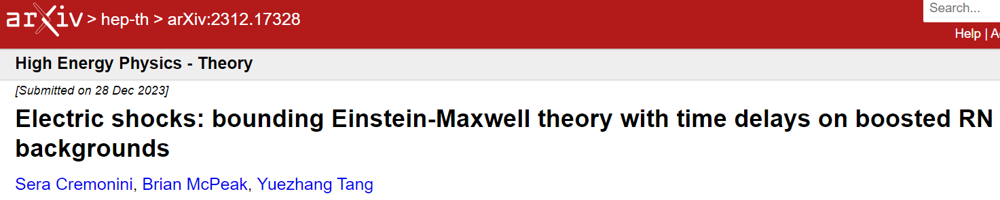 arXiv > hep-th > arXiv:2312.17328
Search...
Help |
High Energy Physics - Theory
[Submitted on 28 Dec 2023]
Electric shocks: bounding Einstein-Maxwell theory with time delays on boosted RN
backgrounds
Sera Cremonini, Brian McPeak, Yuezhang Tang